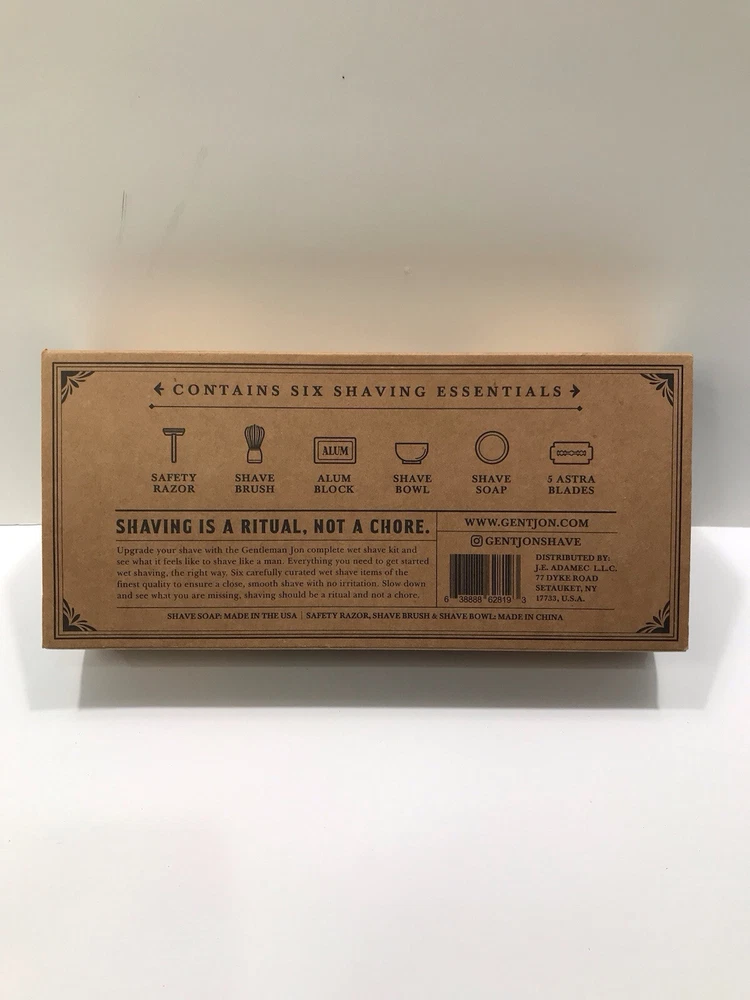 CONTAINS SIX SHAVING ESSENTIALS
ALUM
SAFETY
RAZOR
SHAVE
BRUSH
ALUM
BLOCK
SHAVE
BOWL
SHAVE
SOAP
5 ASTRA
BLADES
SHAVING IS A RITUAL, NOT A CHORE.
Upgrade your shave with the Gentleman Jon complete wet shave kit and
see what it feels like to shave like a man. Everything you need to get started
wet shaving, the right way. Six carefully curated wet shave items of the
finest quality to ensure a close, smooth shave with no irritation. Slow down
and see what you are missing, shaving should be a ritual and not a chore.
WWW.GENTJON.COM
GENTJONSHAVE
6 38888 62819 3
DISTRIBUTED BY:
J.E. ADAMEC L.L.C.
77 DYKE ROAD
SETAUKET, NY
17733, U.S.A.
SHAVE SOAP: MADE IN THE USA | SAFETY RAZOR, SHAVE BRUSH & SHAVE BOWL: MADE IN CHINA